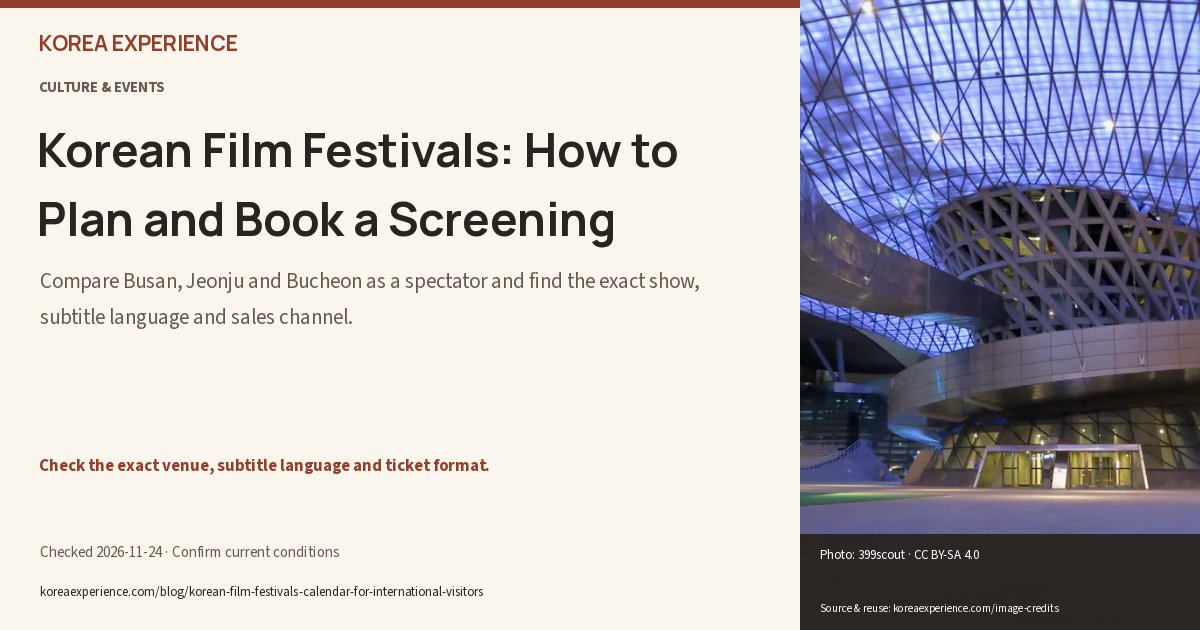 KOREA EXPERIENCE
CULTURE & EVENTS
Korean Film Festivals: How to
Plan and Book a Screening
Compare Busan, Jeonju and Bucheon as a spectator and find the exact show,
subtitle language and sales channel.
Check the exact venue, subtitle language and ticket format.
Checked 2026-11-24 · Confirm current conditions
koreaexperience.com/blog/korean-film-festivals-calendar-for-international-visitors
Photo: 399scout · CC BY-SA 4.0
Source & reuse: koreaexperience.com/image-credits